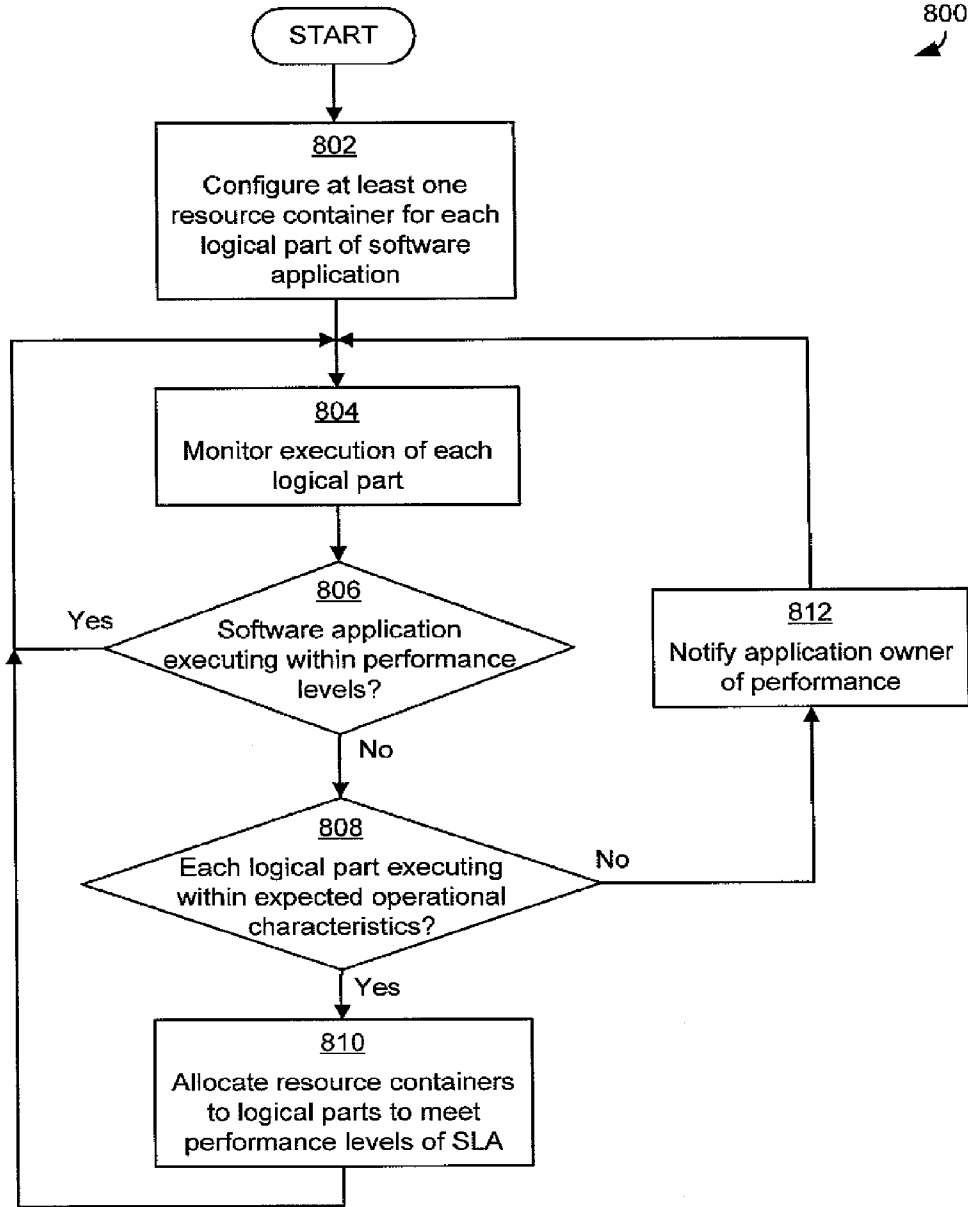 800
START
802
Configure at least one
resource container for each
logical part of software
application
804
Monitor execution of each
logical part
806
Software application
executing within performance
levels?
Yes
No
812
Notify application owner
of performance
808
Each logical part executing
within expected operational
characteristics?
No
Yes
810
Allocate resource containers
to logical parts to meet
performance levels of SLA